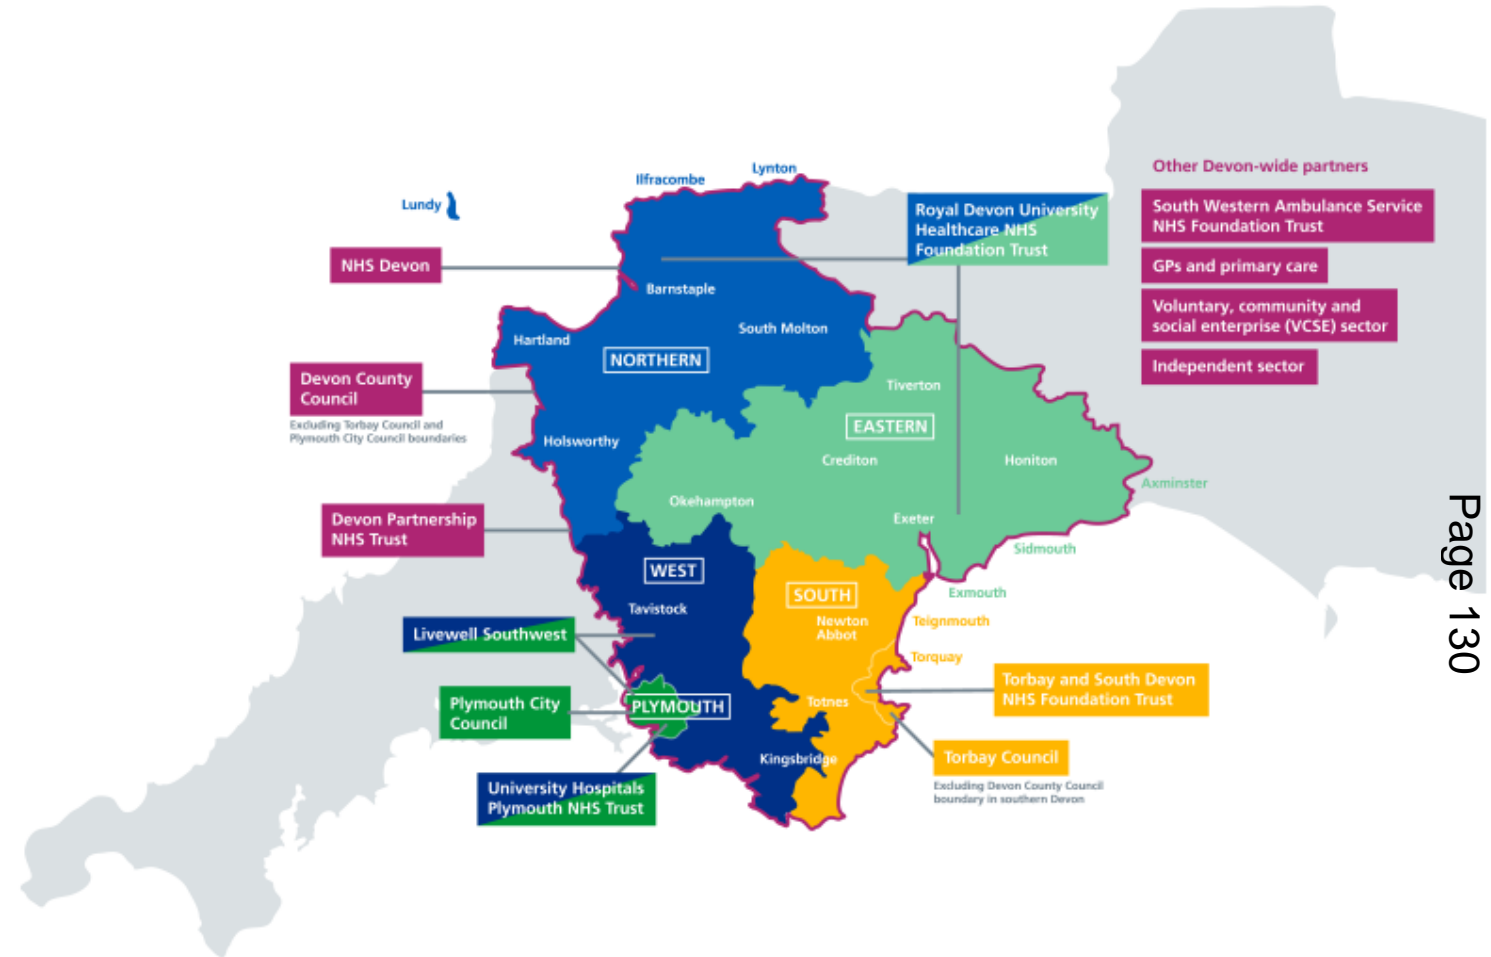 Lynton
Ilfracombe
Lundy
NHS Devon
Barnstaple
South Molton
Hartland
NORTHERN
Devon County
Council
Excluding Torbay Council and
Plymouth City Council boundaries
Holsworthy
Royal Devon University
Healthcare NHS
Foundation Trust
Other Devon-wide partners
South Western Ambulance Service
NHS Foundation Trust
GPs and primary care
Voluntary, community and
social enterprise (VCSE) sector
Independent sector
Tiverton
EASTERN
Crediton
Honiton
Axminster
Okehampton
Exeter
Sidmouth
Exmouth
Devon Partnership
NHS Trust
WEST
Tavistock
SOUTH
Newton
Abbot
Teignmouth
Torquay
Livewell Southwest
Plymouth City
Council
PLYMOUTH
Totnes
Kingsbridge
Torbay and South Devon
NHS Foundation Trust
Torbay Council
Excluding Devon County Council
boundary in southern Devon
University Hospitals
Plymouth NHS Trust
Page 130